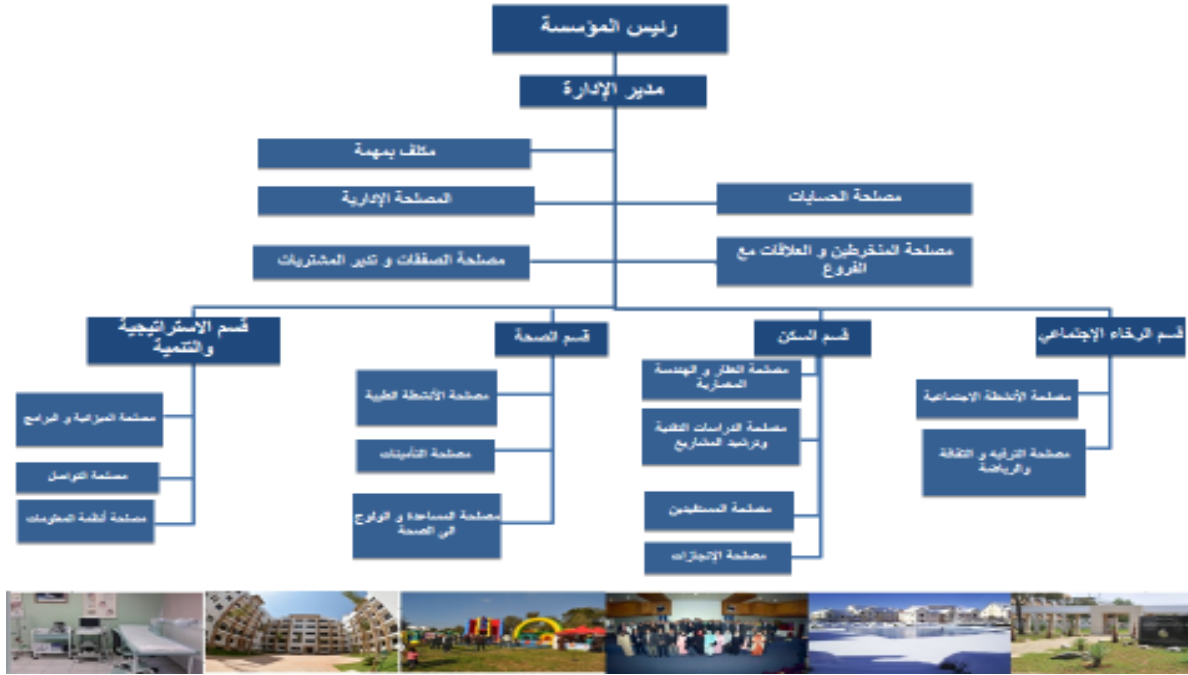 رئيس المؤسسة
مدير الإدارة
مكلف بمهمة
المصلحة الإدارية
مصلحة الحسابات
مصلحة الصفقات و تدبير المشتريات
مصلحة المنخرطين و العلاقات مع
الفروع
قسم الرخاء الإجتماعي
مصلحة الأنشطة الإجتماعية
مصلحة الترفيه و الثقافة
والرياضة
قسم السكن
مصلحة العقار و الهندسة
المعمارية
مصلحة الدراسات التقنية
وترشيد المشاريع
مصلحة المستفيدين
مصلحة الإنجازات
قسم الصحة
مصلحة الأنشطة الطبية
مصلحة التأمينات
مصلحة المساعدة و الولوج
الى الصحة
قسم الإستراتيجية
والتنمية
مصلحة الميزانية و البرامج
مصلحة التواصل
مصلحة أنظمة المعلومات